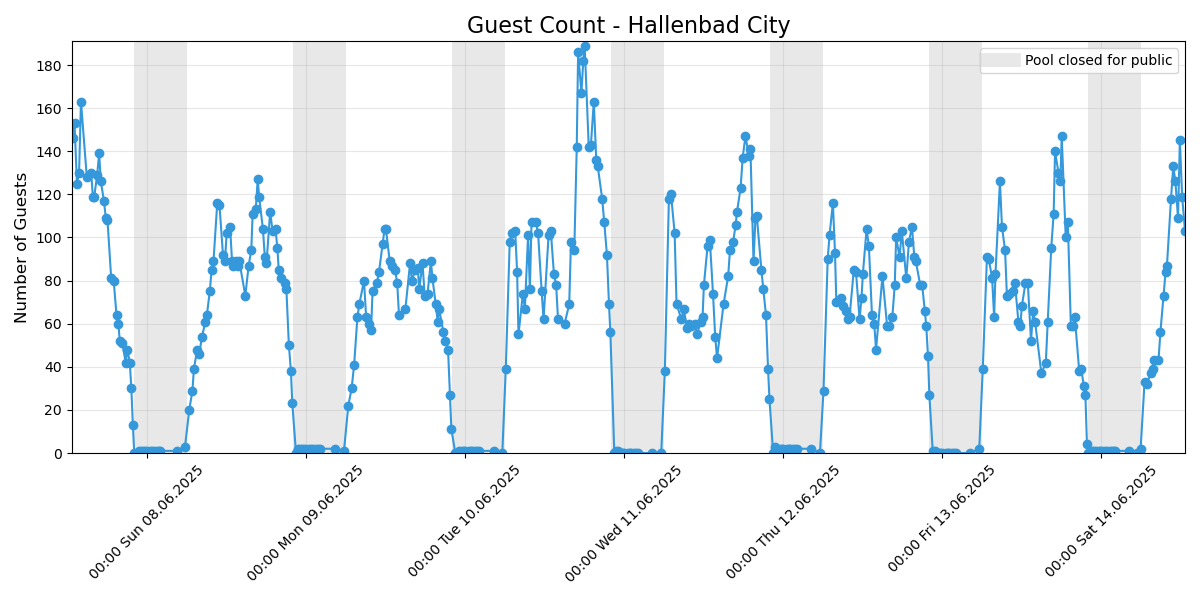 Guest Count - Hallenbad City
Pool closed for public
Number of Guests
180
160
140
120
100
80
60
40
20
0
00:00 Sun 08.06.2025
00:00 Mon 09.06.2025
00:00 Tue 10.06.2025
00:00 Wed 11.06.2025
00:00 Thu 12.06.2025
00:00 Fri 13.06.2025
00:00 Sat 14.06.2025